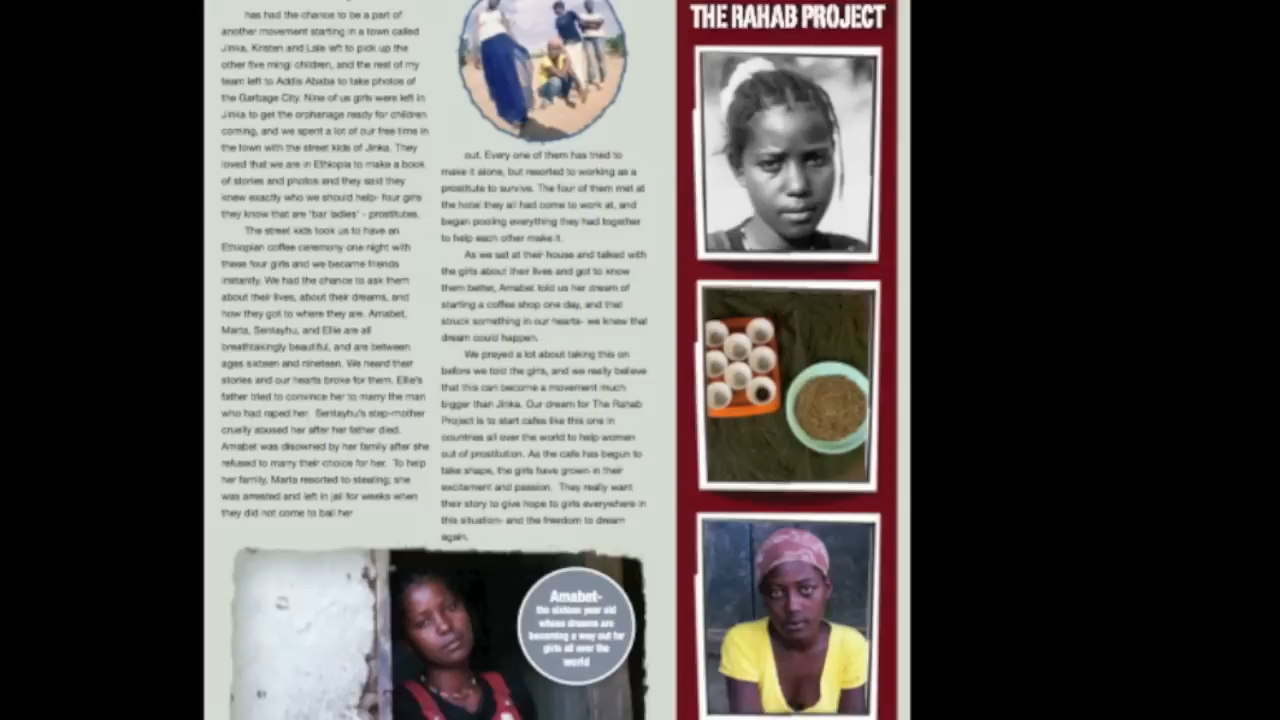 has had the chance to be a part of
another movement starting in a town called
Jinka, Kirsten and Lale left to pick up the
other five mingi children, and the rest of my
team left to Addis Ababa to take photos of
the Garbage City. Nine of us girls were left in
Jinka to get the orphanage ready for children
coming, and we spent a lot of our free time in
the town with the street kids of Jinka. They
loved that we are in Ethiopia to make a book
of stories and photos and they said they
knew exactly who we should help- four girls
they know that are "bar ladies" - prostitutes.
The street kids took us to have an
Ethiopian coffee ceremony one night with
these four girls and we became friends
instantly. We had the chance to ask them
about their lives, about their dreams, and
how they got to where they are. Amabet,
Marta, Sentayhu, and Ellie are all
breathtakingly beautiful, and are between
ages sixteen and nineteen. We heard their
stories and our hearts broke for them. Ellie's
father tried to convince her to marry the man
who had raped her. Sentayhu's step-mother
cruelly abused her after her father died.
Amabet was disowned by her family after she
refused to marry their choice for her. To help
her family, Marta resorted to stealing; she
was arrested and left in jail for weeks when
they did not come to bail her
out. Every one of them has tried to
make it alone, but resorted to working as a
prostitute to survive. The four of them met at
the hotel they all had come to work at, and
began pooling everything they had together
to help each other make it.
As we sat at their house and talked with
the girls about their lives and got to know
them better, Amabet told us her dream of
starting a coffee shop one day, and that
struck something in our hearts- we knew that
dream could happen.
We prayed a lot about taking this on
before we told the girls, and we really believe
that this can become a movement much
bigger than Jinka. Our dream for The Rahab
Project is to start cafes like this one in
countries all over the world to help women
out of prostitution. As the cafe has begun to
take shape, the girls have grown in their
excitement and passion. They really want
their story to give hope to girls everywhere in
this situation- and the freedom to dream
again.
Amabet-
the sixteen year old
whose dreams are
becoming a way out for
girls all over the
world
THE RAHAB PROJECT